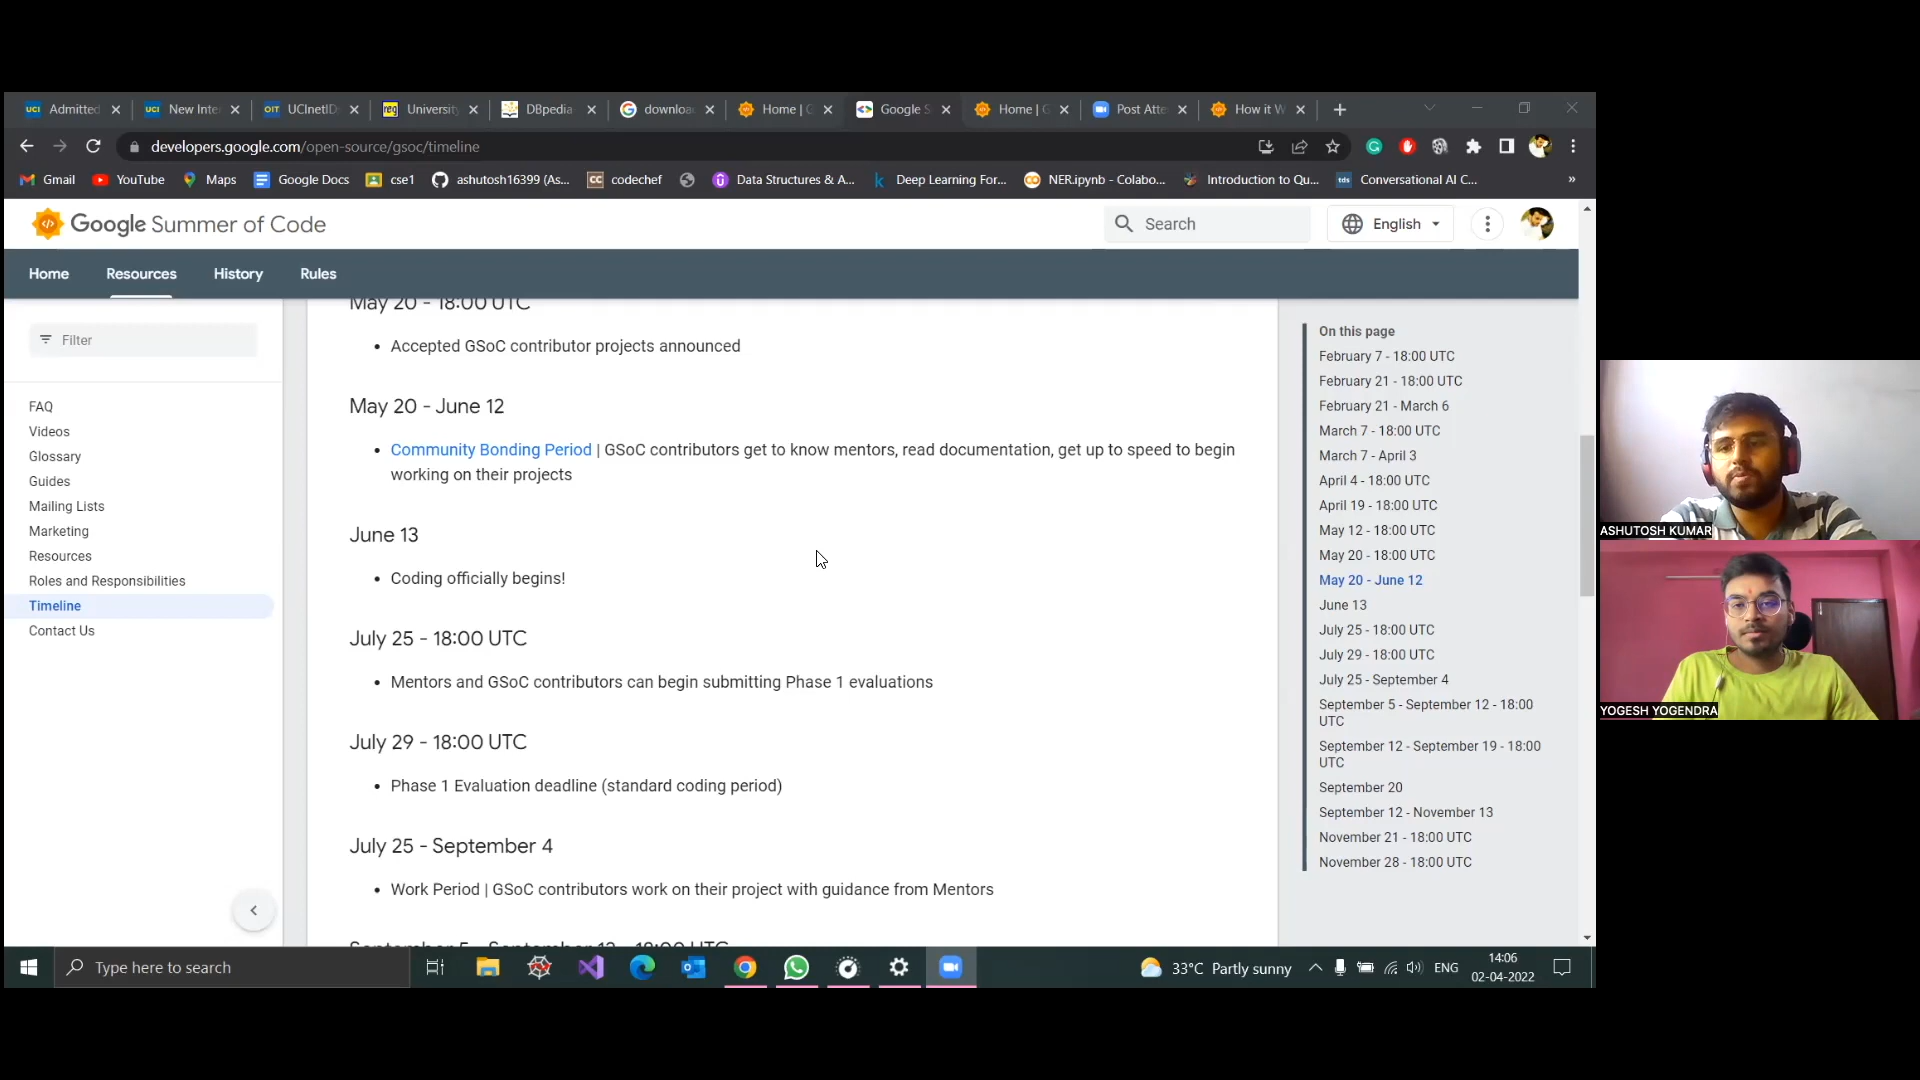 Admitted
New Inte
UCInetID
University
DBpedia
downloa
Home | G
Google S
Home | G
Post Atte
How it W
developers.google.com/open-source/gsoc/timeline
Gmail
YouTube
Maps
Google Docs
cse1
ashutosh16399 (As...
codechef
Data Structures & A...
Deep Learning For...
NER.ipynb - Colabo...
Introduction to Qu...
Conversational AI C...
»
Google Summer of Code
Search
English
Home
Resources
History
Rules
Filter
FAQ
Videos
Glossary
Guides
Mailing Lists
Marketing
Resources
Roles and Responsibilities
Timeline
Contact Us
May 20 - 18:00 UTC
• Accepted GSoC contributor projects announced
May 20 - June 12
• Community Bonding Period | GSoC contributors get to know mentors, read documentation, get up to speed to begin
working on their projects
June 13
• Coding officially begins!
July 25 - 18:00 UTC
• Mentors and GSoC contributors can begin submitting Phase 1 evaluations
July 29 - 18:00 UTC
• Phase 1 Evaluation deadline (standard coding period)
July 25 - September 4
• Work Period | GSoC contributors work on their project with guidance from Mentors
September 5 - September 12 - 18:00 UTC
On this page
February 7 - 18:00 UTC
February 21 - 18:00 UTC
February 21 - March 6
March 7 - 18:00 UTC
March 7 - April 3
April 4 - 18:00 UTC
April 19 - 18:00 UTC
May 12 - 18:00 UTC
May 20 - 18:00 UTC
May 20 - June 12
June 13
July 25 - 18:00 UTC
July 29 - 18:00 UTC
July 25 - September 4
September 5 - September 12 - 18:00
UTC
September 12 - September 19 - 18:00
UTC
September 20
September 12 - November 13
November 21 - 18:00 UTC
November 28 - 18:00 UTC
ASHUTOSH KUMAR
YOGESH YOGENDRA
Type here to search
33°C Partly sunny
ENG
14:06
02-04-2022